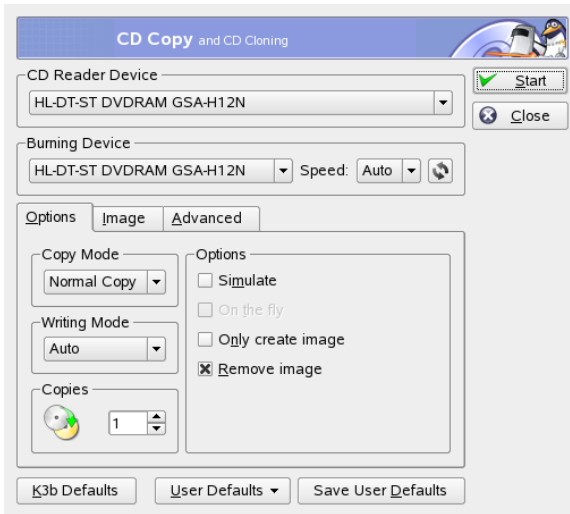 CD Copy and CD Cloning
CD Reader Device
HL-DT-ST DVDRAM GSA-H12N
Start
Close
Burning Device
HL-DT-ST DVDRAM GSA-H12N
Speed:
Auto
Options
Image
Advanced
Copy Mode
Normal Copy
Writing Mode
Auto
Copies
1
Options
Simulate
On the fly
Only create image
Remove image
K3b Defaults
User Defaults
Save User Defaults